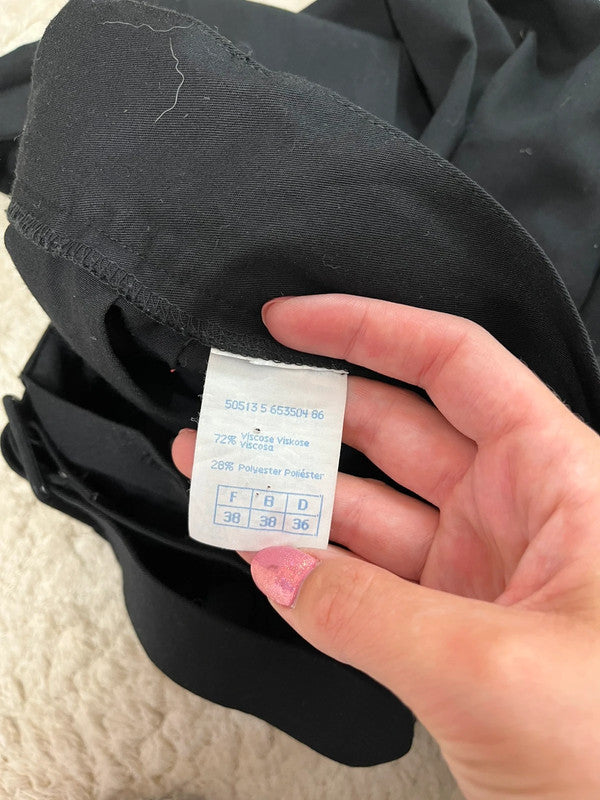 50513 5 653504 86
72% Viscose Viskose
Viscosa
28% Polyester Poliéster
F B D
38 38 36